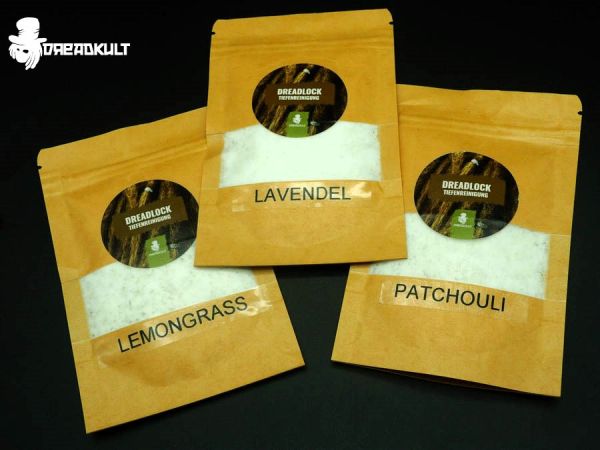 DREADKULT
DREADLOCK
TIEFENREINIGUNG
LAVENDEL
DREADLOCK
TIEFENREINIGUNG
LEMONGRASS
DREADLOCK
TIEFENREINIGUNG
PATCHOULI